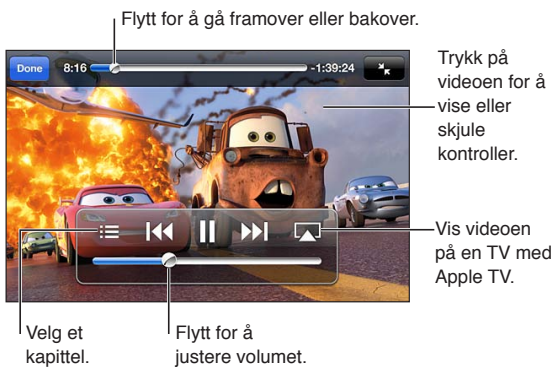 Flytt for å gå framover eller bakover.
Done 8:16 -1:39:24
Trykk på
videoen for å
vise eller
skjule
kontroller.
Vis videoen
på en TV med
Apple TV.
Velg et
kapittel.
Flytt for å
justere volumet.